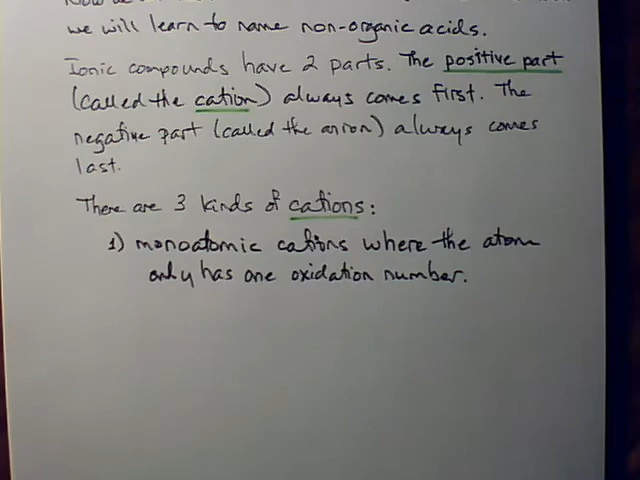 we will learn to name non-organic acids.
Ionic compounds have 2 parts. The positive part
(called the cation) always comes first. The
negative part (called the anion) always comes
last.
There are 3 kinds of cations:
1) monoatomic cations where the atom
only has one oxidation number.